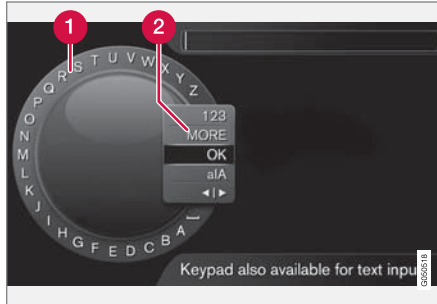 1
2
A B C D E F G H I J K L M N O P Q R S T U V W X Y Z
123
MORE
OK
a|A
◂|▸
Keypad also available for text inpu
G050518